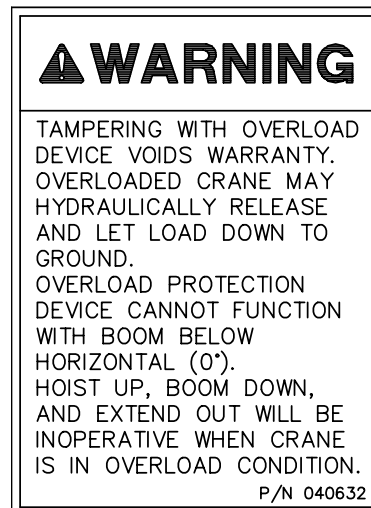 WARNING
TAMPERING WITH OVERLOAD
DEVICE VOIDS WARRANTY.
OVERLOADED CRANE MAY
HYDRAULICALLY RELEASE
AND LET LOAD DOWN TO
GROUND.
OVERLOAD PROTECTION
DEVICE CANNOT FUNCTION
WITH BOOM BELOW
HORIZONTAL (0°).
HOIST UP, BOOM DOWN,
AND EXTEND OUT WILL BE
INOPERATIVE WHEN CRANE
IS IN OVERLOAD CONDITION.
P/N 040632